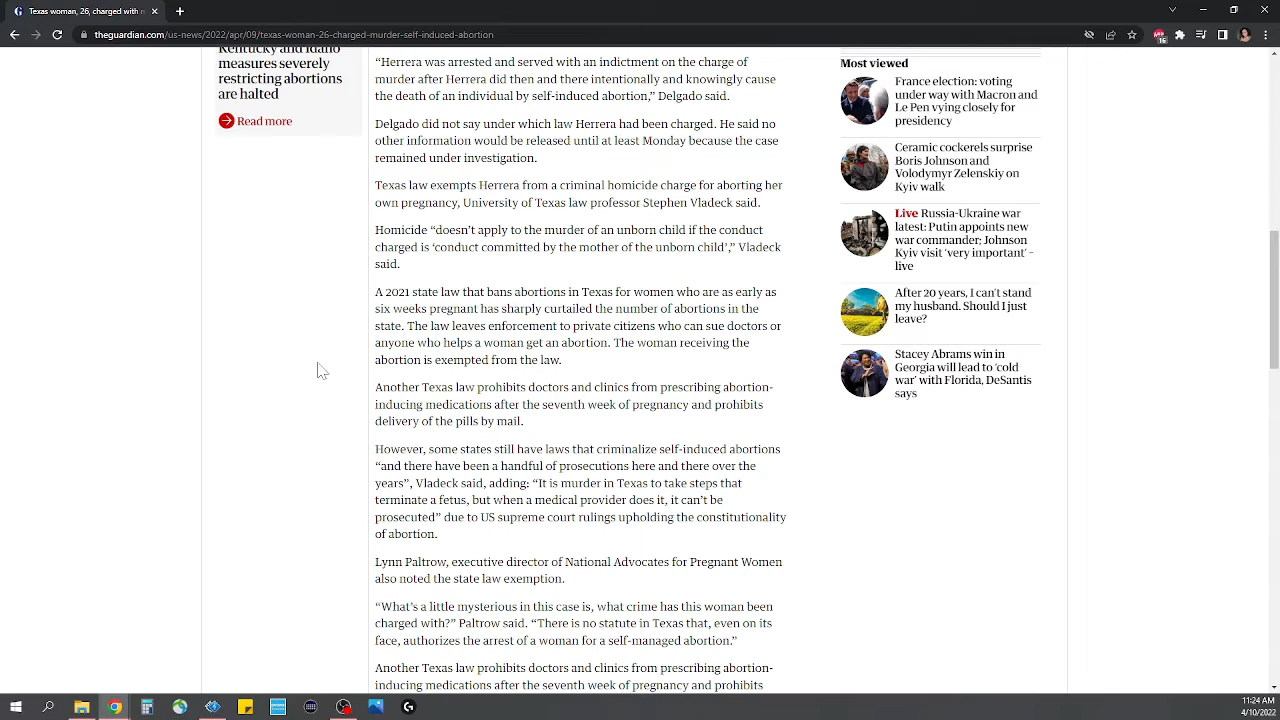 Texas woman, 26, charged with m
theguardian.com/us-news/2022/apr/09/texas-woman-26-charged-murder-self-induced-abortion
16
Kentucky and Idaho
measures severely
restricting abortions
are halted
Read more
“Herrera was arrested and served with an indictment on the charge of
murder after Herrera did then and there intentionally and knowingly cause
the death of an individual by self-induced abortion,” Delgado said.
Delgado did not say under which law Herrera had been charged. He said no
other information would be released until at least Monday because the case
remained under investigation.
Texas law exempts Herrera from a criminal homicide charge for aborting her
own pregnancy, University of Texas law professor Stephen Vladeck said.
Homicide “doesn’t apply to the murder of an unborn child if the conduct
charged is ‘conduct committed by the mother of the unborn child’,” Vladeck
said.
A 2021 state law that bans abortions in Texas for women who are as early as
six weeks pregnant has sharply curtailed the number of abortions in the
state. The law leaves enforcement to private citizens who can sue doctors or
anyone who helps a woman get an abortion. The woman receiving the
abortion is exempted from the law.
Another Texas law prohibits doctors and clinics from prescribing abortion-
inducing medications after the seventh week of pregnancy and prohibits
delivery of the pills by mail.
However, some states still have laws that criminalize self-induced abortions
“and there have been a handful of prosecutions here and there over the
years”, Vladeck said, adding: “It is murder in Texas to take steps that
terminate a fetus, but when a medical provider does it, it can’t be
prosecuted” due to US supreme court rulings upholding the constitutionality
of abortion.
Lynn Paltrow, executive director of National Advocates for Pregnant Women
also noted the state law exemption.
“What’s a little mysterious in this case is, what crime has this woman been
charged with?” Paltrow said. “There is no statute in Texas that, even on its
face, authorizes the arrest of a woman for a self-managed abortion.”
Another Texas law prohibits doctors and clinics from prescribing abortion-
inducing medications after the seventh week of pregnancy and prohibits
Most viewed
France election: voting
under way with Macron and
Le Pen vying closely for
presidency
Ceramic cockerels surprise
Boris Johnson and
Volodymyr Zelenskiy on
Kyiv walk
Live Russia-Ukraine war
latest: Putin appoints new
war commander; Johnson
Kyiv visit ‘very important’ –
live
After 20 years, I can’t stand
my husband. Should I just
leave?
Stacey Abrams win in
Georgia will lead to ‘cold
war’ with Florida, DeSantis
says
11:24 AM
4/10/2022